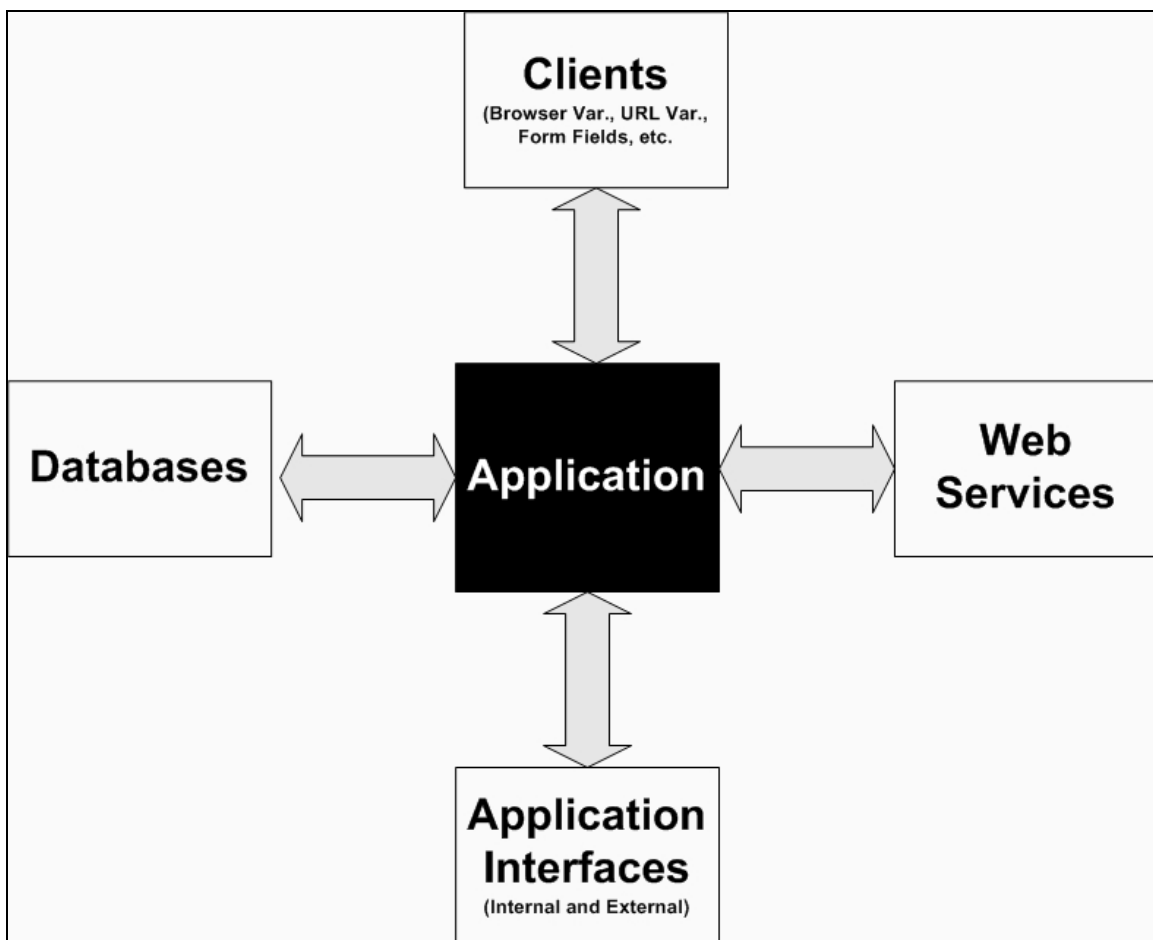 Clients
(Browser Var., URL Var.,
Form Fields, etc.
Databases
Application
Web
Services
Application
Interfaces
(Internal and External)